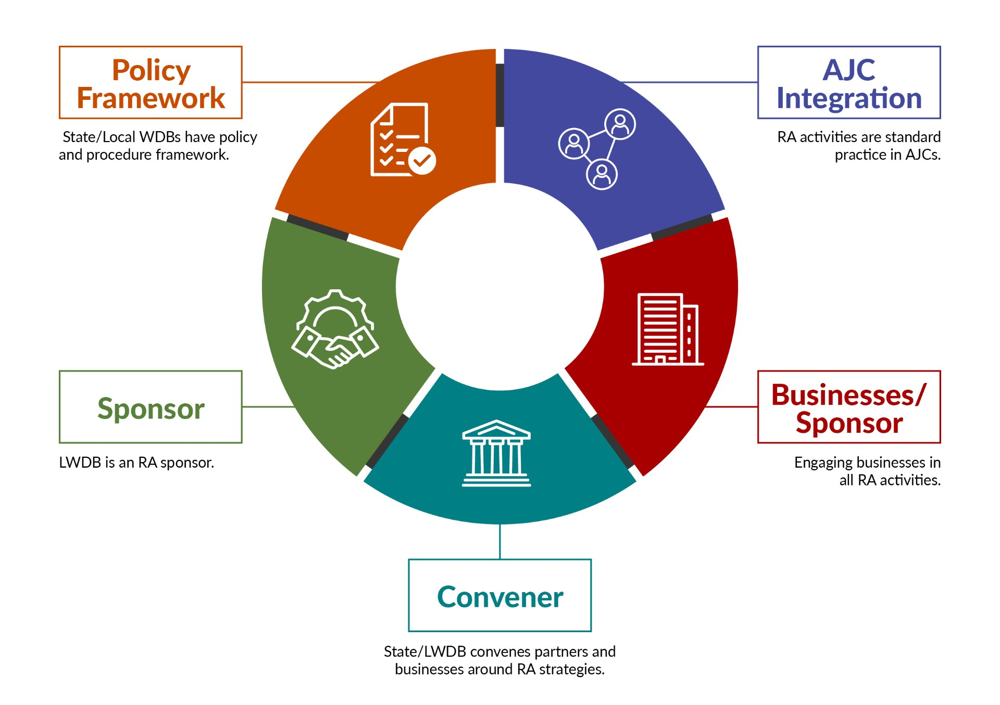 Policy
Framework
State/Local WDBs have policy
and procedure framework.
AJC
Integration
RA activities are standard
practice in AJCs.
Sponsor
LWDB is an RA sponsor.
Businesses/
Sponsor
Engaging businesses in
all RA activities.
Convener
State/LWDB convenes partners and
businesses around RA strategies.